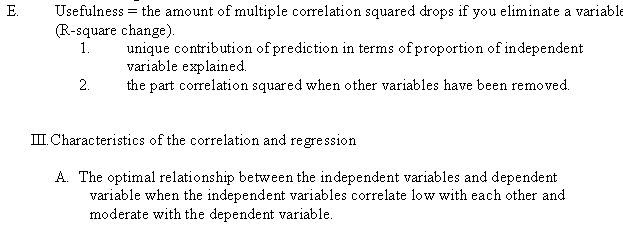 E. Usefulness = the amount of multiple correlation squared drops if you eliminate a variable
(R-square change).
1. unique contribution of prediction in terms of proportion of independent
variable explained.
2. the part correlation squared when other variables have been removed.
III. Characteristics of the correlation and regression
A. The optimal relationship between the independent variables and dependent
variable when the independent variables correlate low with each other and
moderate with the dependent variable.